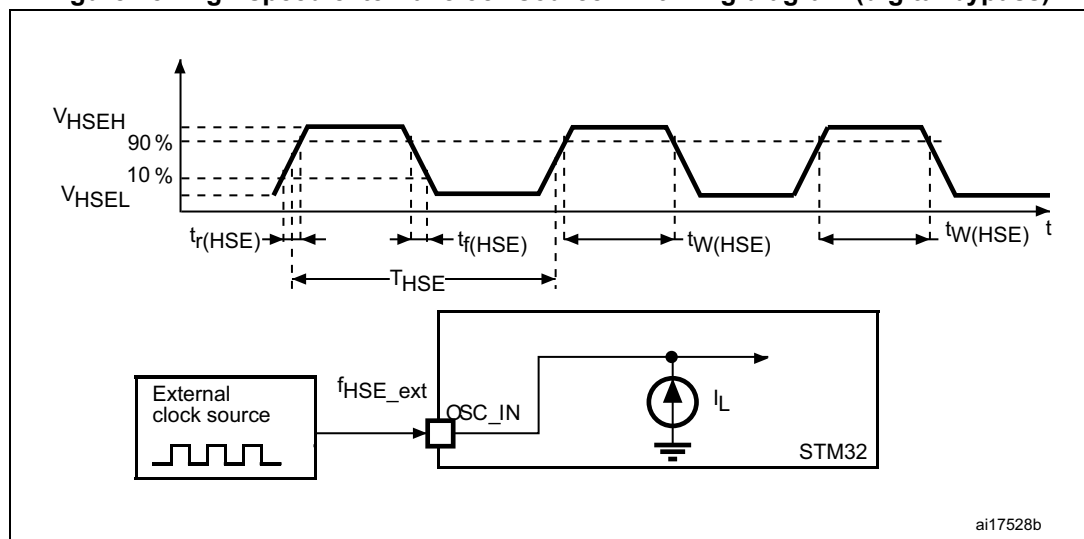 VHSEH
90 %
10 %
VHSEL
tr(HSE)
tf(HSE)
tW(HSE)
tW(HSE)
t
THSE
External
clock source
fHSE_ext
OSC_IN
IL
STM32
ai17528b